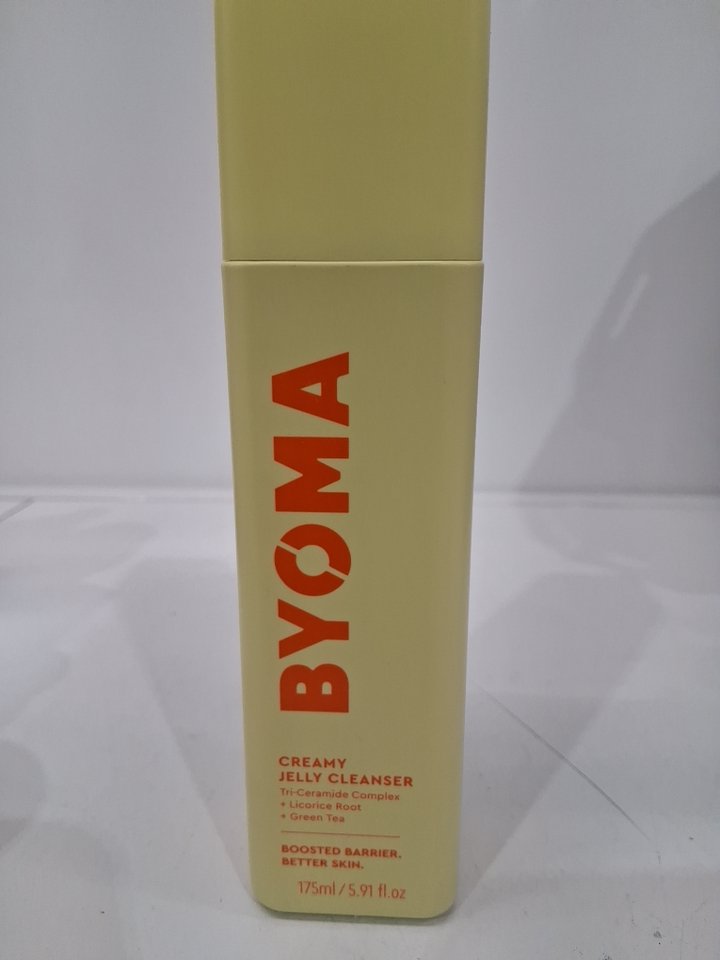 BYOMA
CREAMY
JELLY CLEANSER
Tri-Ceramide Complex
+ Licorice Root
+ Green Tea
BOOSTED BARRIER.
BETTER SKIN.
175ml / 5.91 fl.oz